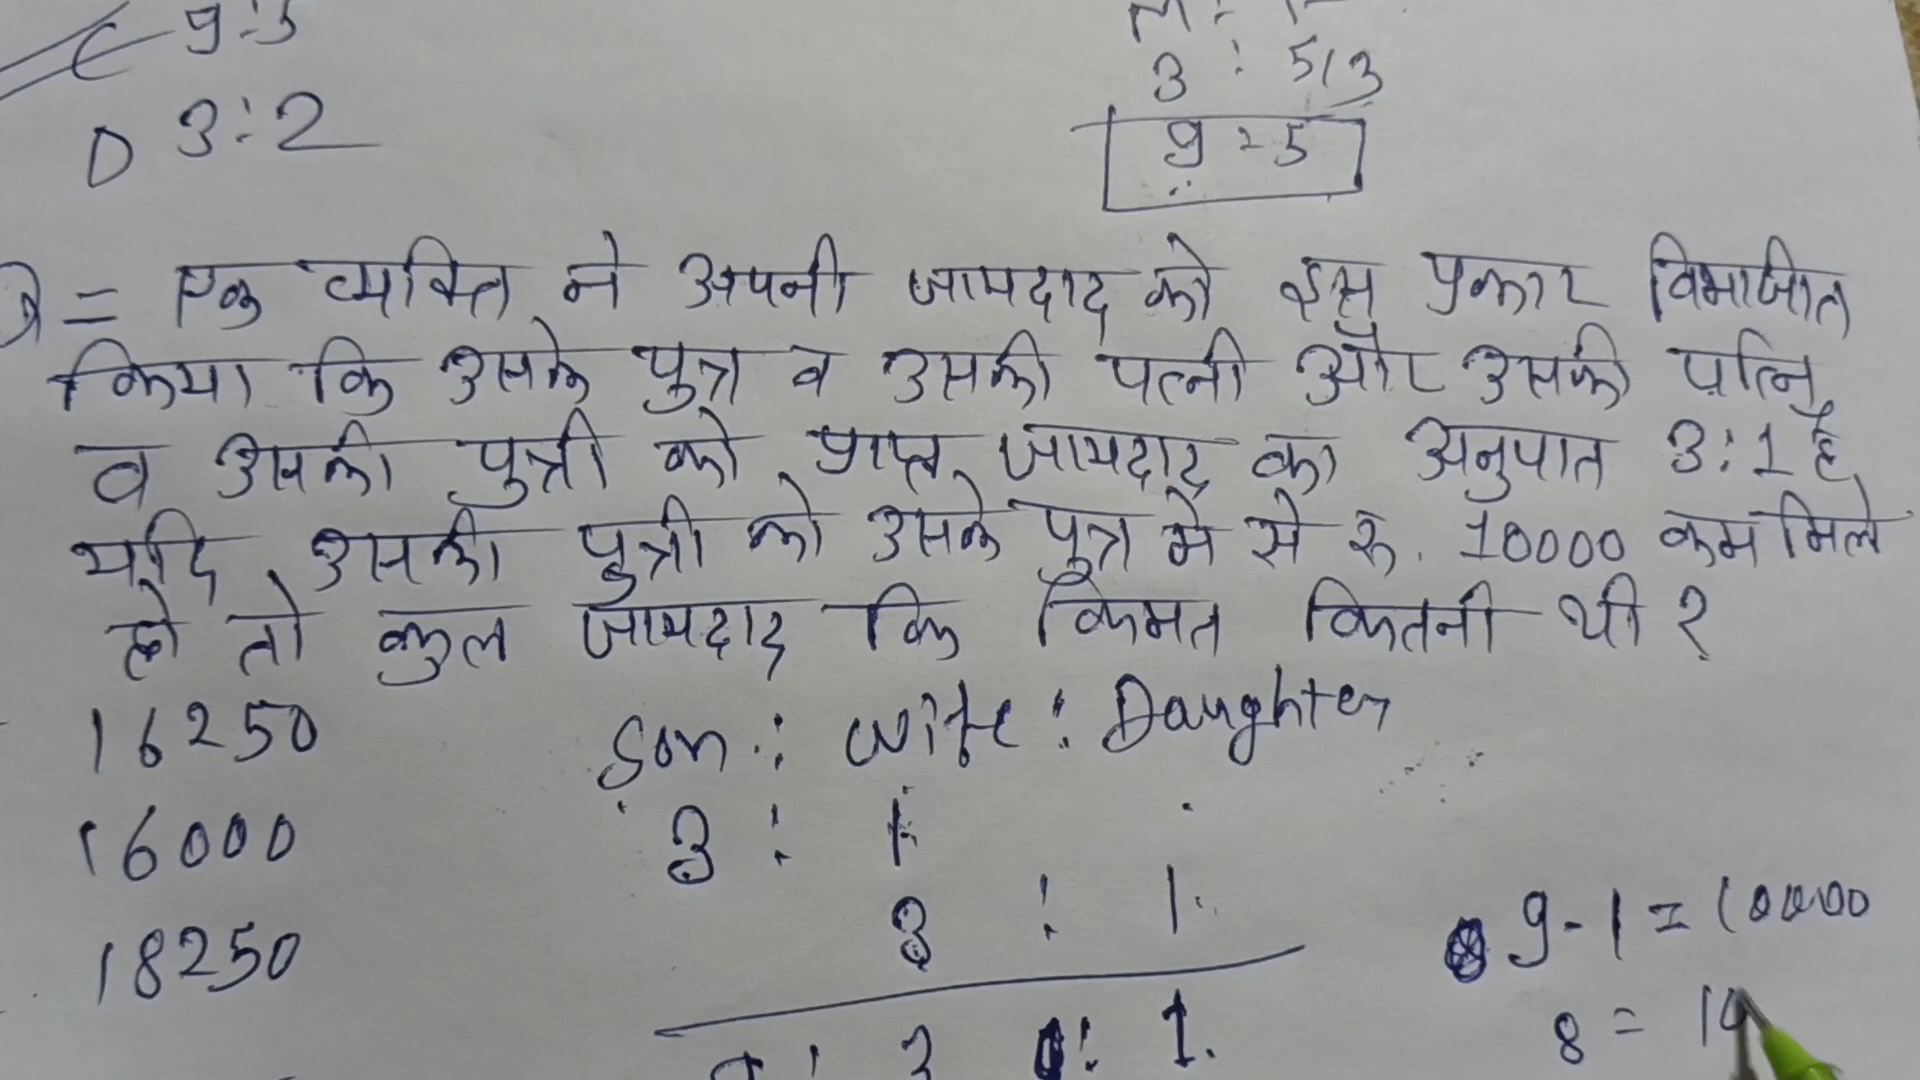 C 9:5
D 3:2
3 : 5/3
9 : 5
= एक व्यक्ति ने अपनी जायदाद को इस प्रकार विभाजीत
किया कि उसके पुत्र व उसकी पत्नी और उसकी पत्नि
व उसकी पुत्री को प्राप्त जायदाद का अनुपात 3:1 है
यदि उसकी पुत्री को उसके पुत्र मे से रु. 10000 कम मिले
हो तो कुल जायदाद कि किमत कितनी थी ?
16250
16000
18250
Son : Wife : Daughter
3 : 1
3 : 1
: 3 : 1
9-1=10000
8 = 10